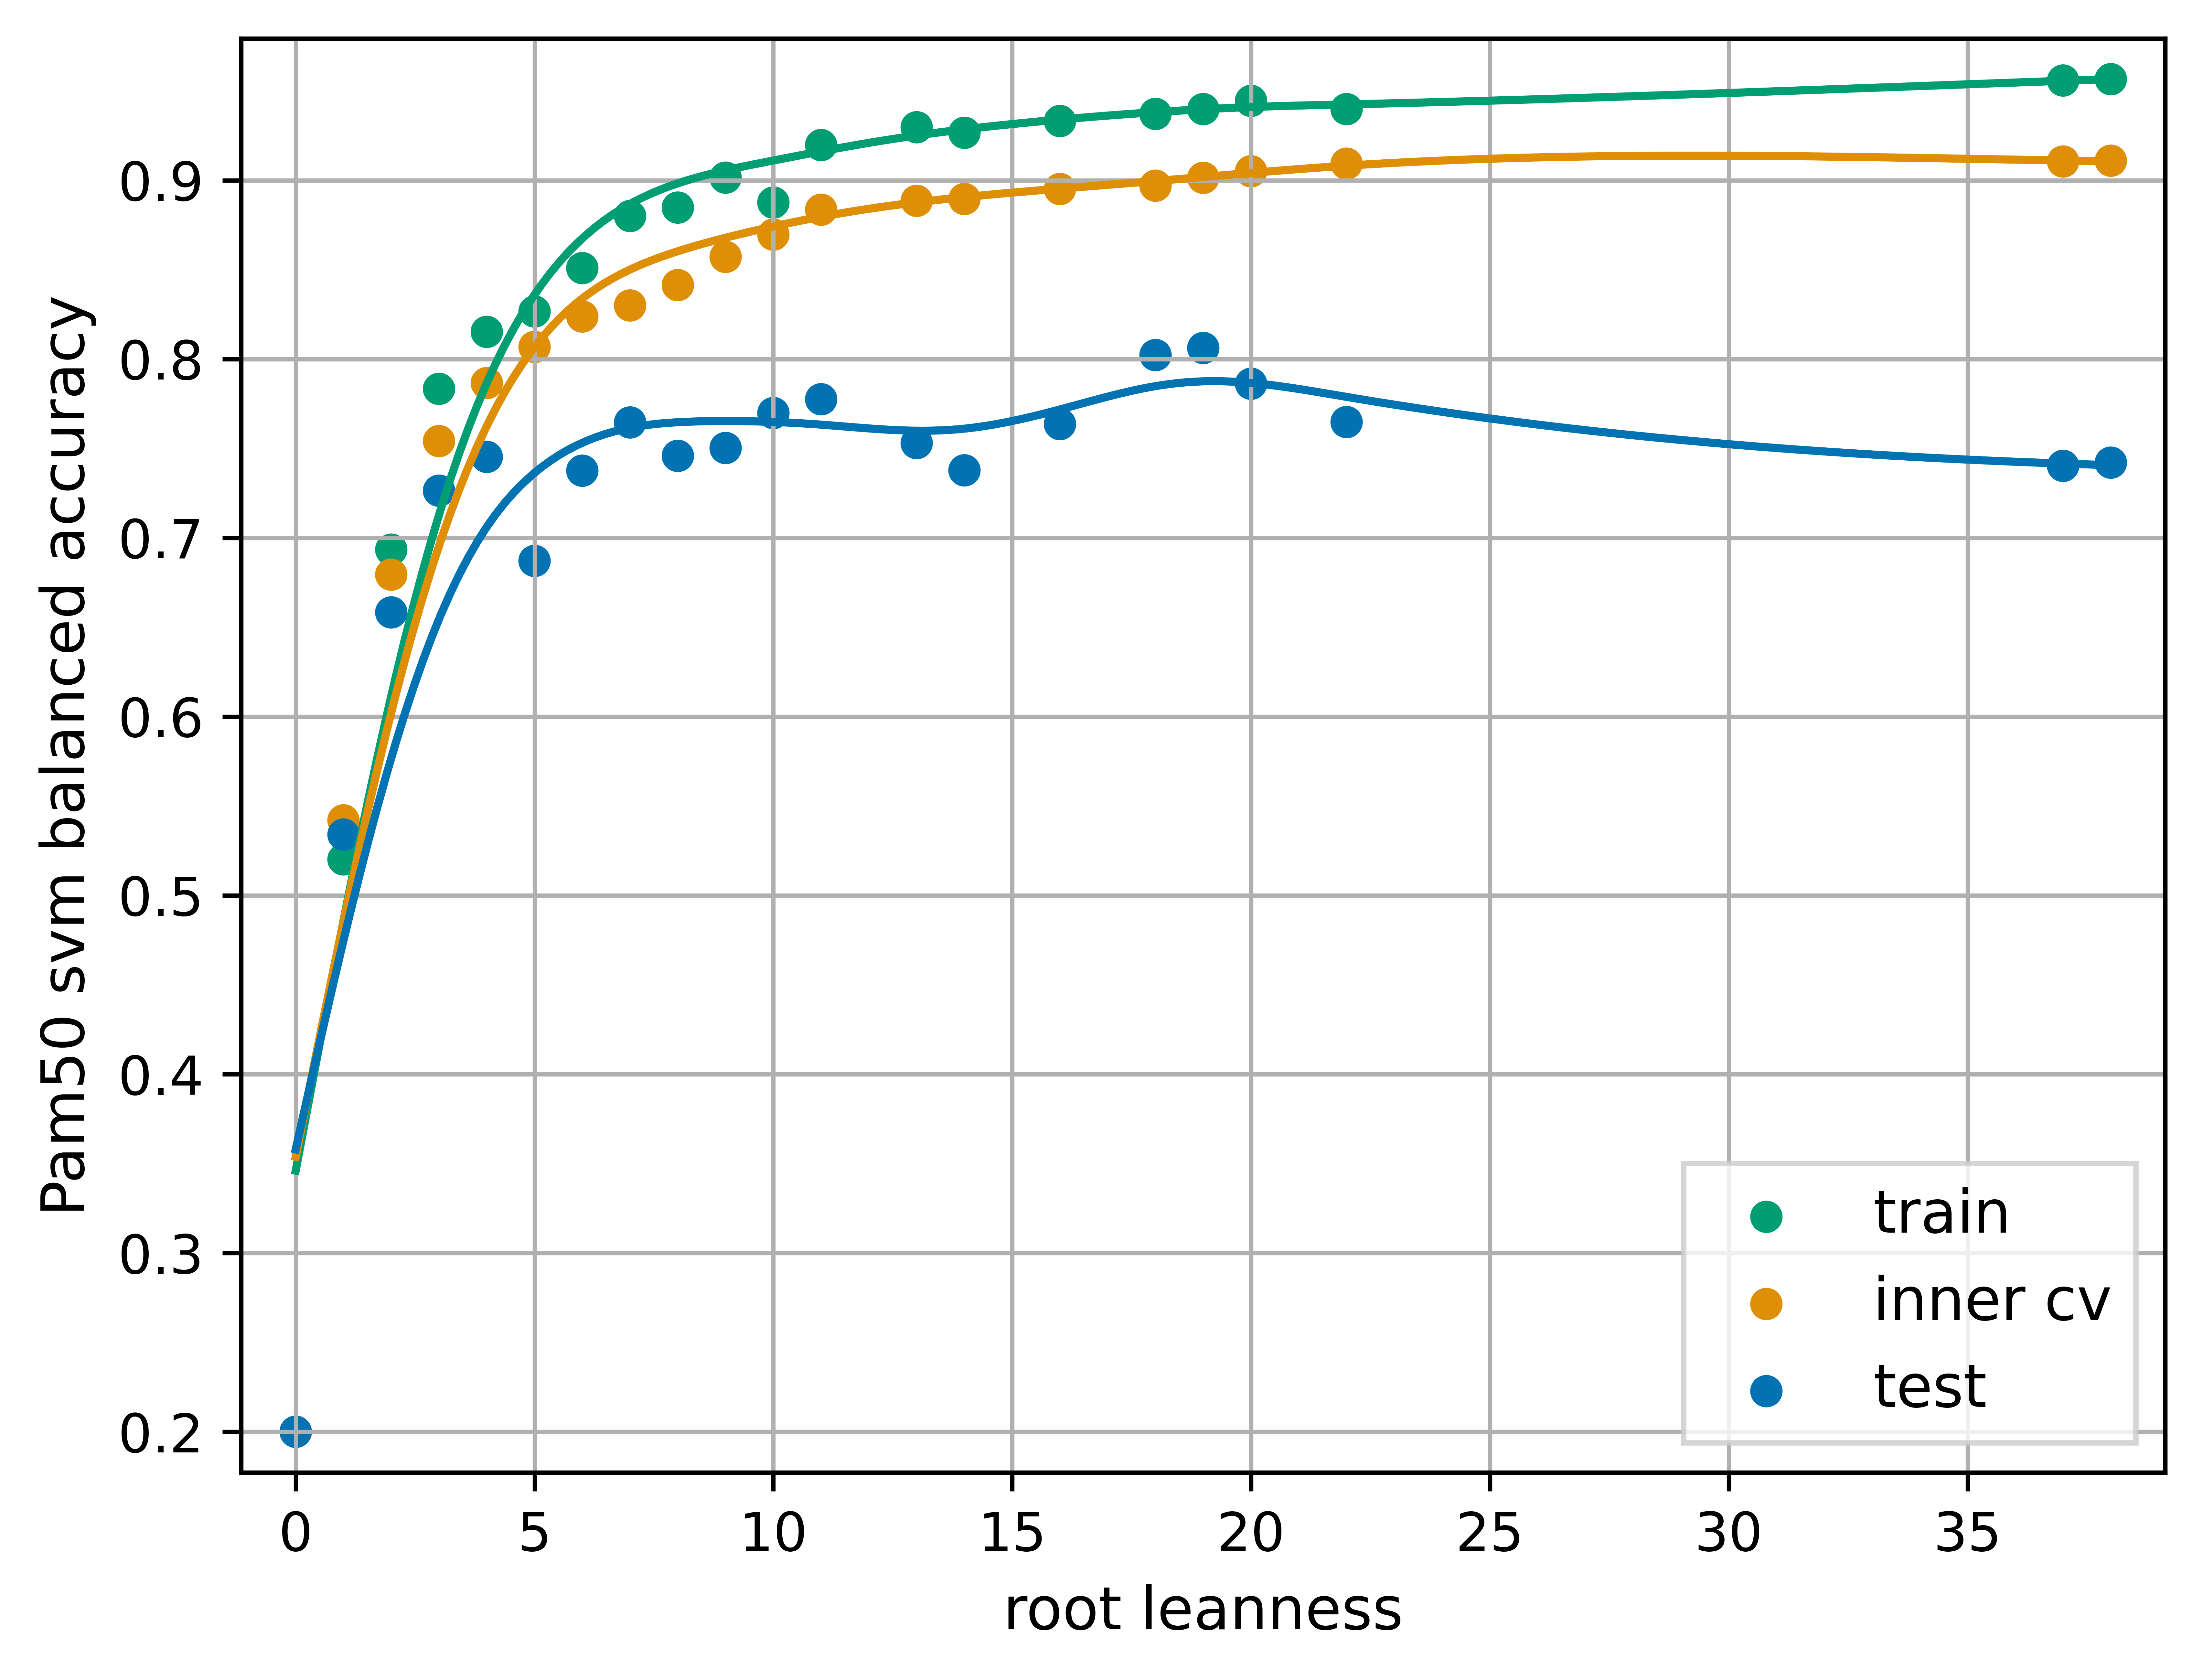 Pam50 svm balanced accuracy
0.9
0.8
0.7
0.6
0.5
0.4
0.3
0.2
0 5 10 15 20 25 30 35
root leanness
train
inner cv
test